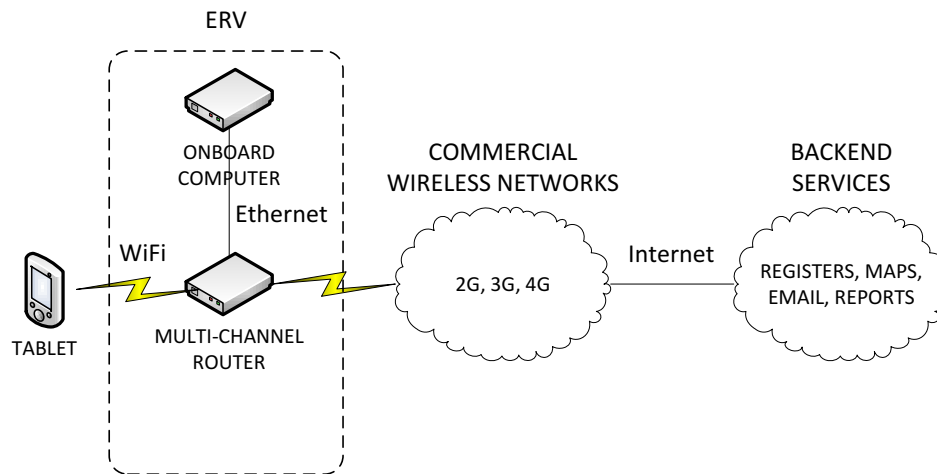 ERV
ONBOARD
COMPUTER
Ethernet
WiFi
TABLET
MULTI-CHANNEL
ROUTER
COMMERCIAL
WIRELESS NETWORKS
2G, 3G, 4G
Internet
BACKEND
SERVICES
REGISTERS, MAPS,
EMAIL, REPORTS